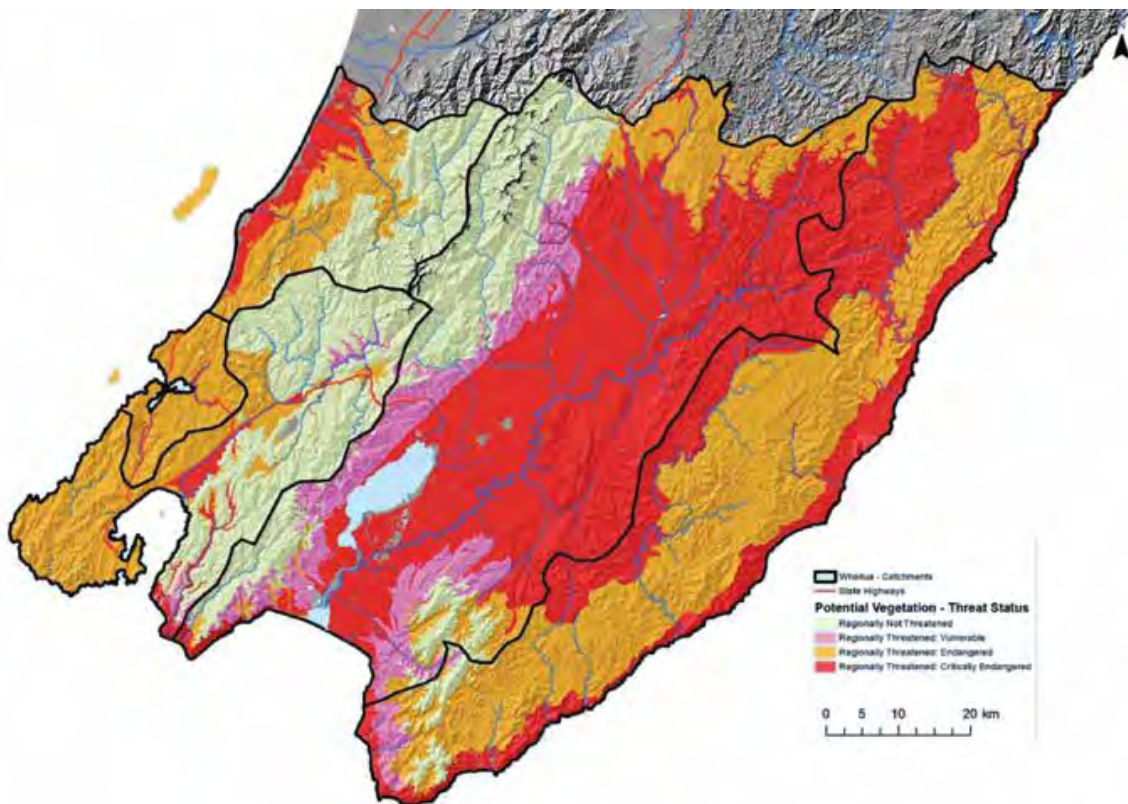 Whaitua - Catchments
State Highways
Potential Vegetation - Threat Status
Regionally Not Threatened
Regionally Threatened: Vulnerable
Regionally Threatened: Endangered
Regionally Threatened: Critically Endangered
0 5 10 20 km